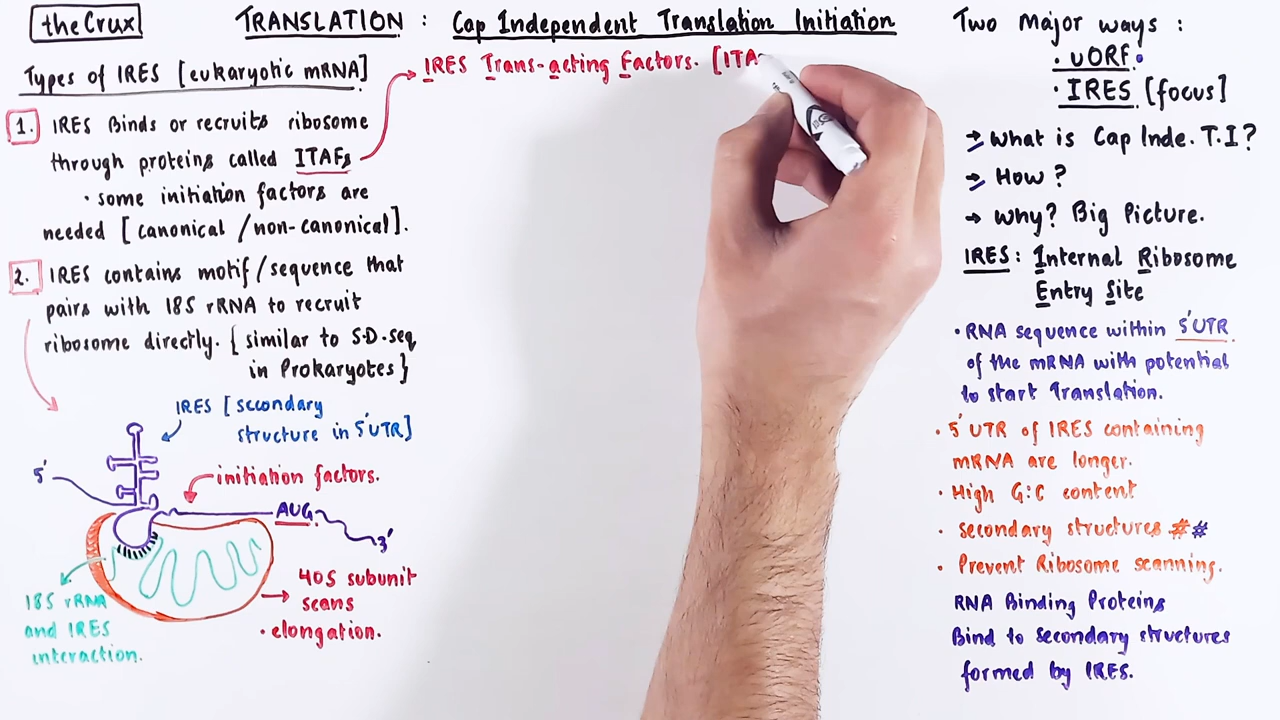 theCrux
TRANSLATION : Cap Independent Translation Initiation
Types of IRES [eukaryotic mRNA]
1. IRES Binds or recruits ribosome
through proteins called ITAFs
• some initiation factors are
needed [canonical / non-canonical].
2. IRES contains motif/sequence that
pairs with 18S rRNA to recruit
ribosome directly. { similar to S.D.seq
in Prokaryotes }
IRES [secondary
structure in 5'UTR]
5'
initiation factors.
AUG
3'
18S rRNA
and IRES
interaction.
40S subunit
scans
• elongation.
IRES Trans-acting Factors. [ITA
Two Major ways :
• uORF
• IRES [focus]
→ What is Cap Inde. T.I?
→ How?
→ Why? Big Picture.
IRES : Internal Ribosome
Entry Site
• RNA sequence within 5'UTR
of the mRNA with potential
to start Translation.
• 5' UTR of IRES containing
mRNA are longer.
• High G:C content
• secondary structures ##
• Prevent Ribosome scanning.
RNA Binding Proteins
Bind to secondary structures
formed by IRES.